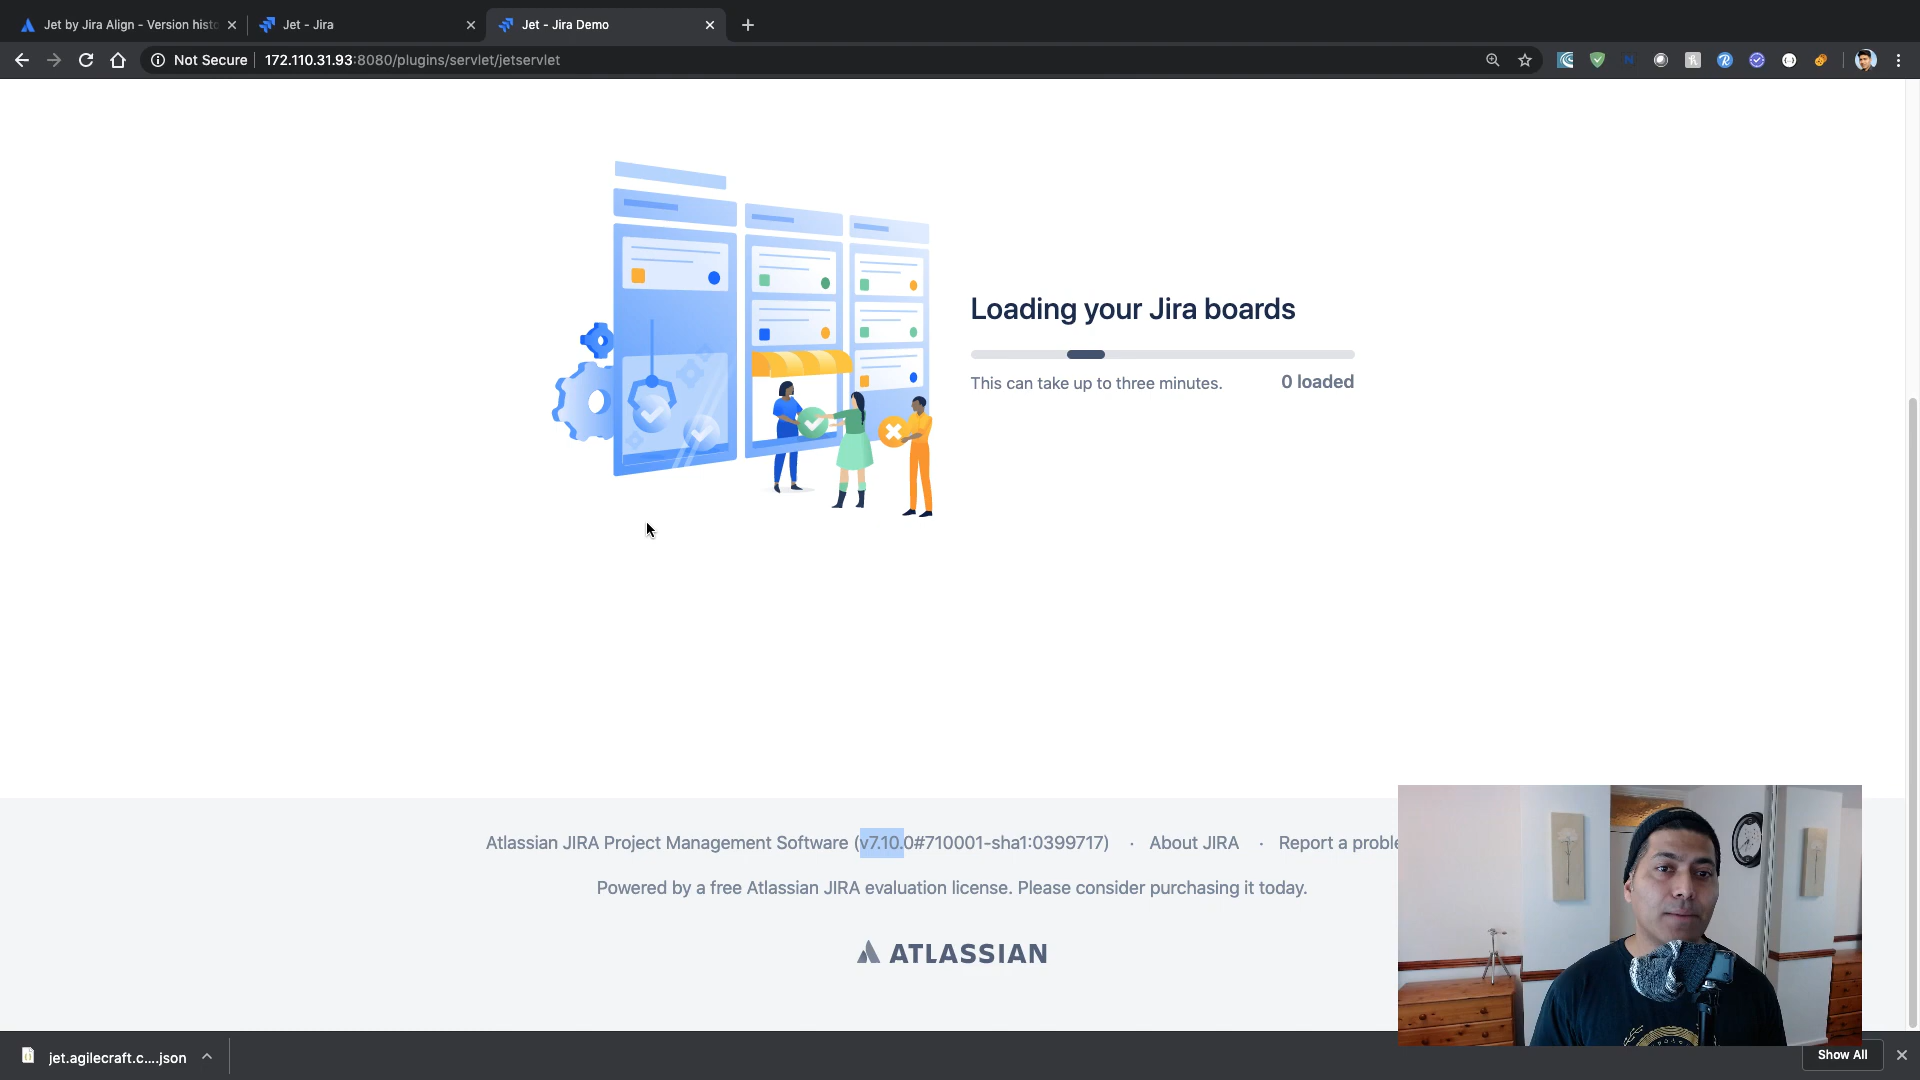 Jet by Jira Align - Version histo
Jet - Jira
Jet - Jira Demo
Not Secure
172.110.31.93:8080/plugins/servlet/jetservlet
Loading your Jira boards
This can take up to three minutes.
0 loaded
Atlassian JIRA Project Management Software (v7.10.0#710001-sha1:0399717) · About JIRA · Report a proble
Powered by a free Atlassian JIRA evaluation license. Please consider purchasing it today.
ATLASSIAN
jet.agilecraft.c....json
Show All